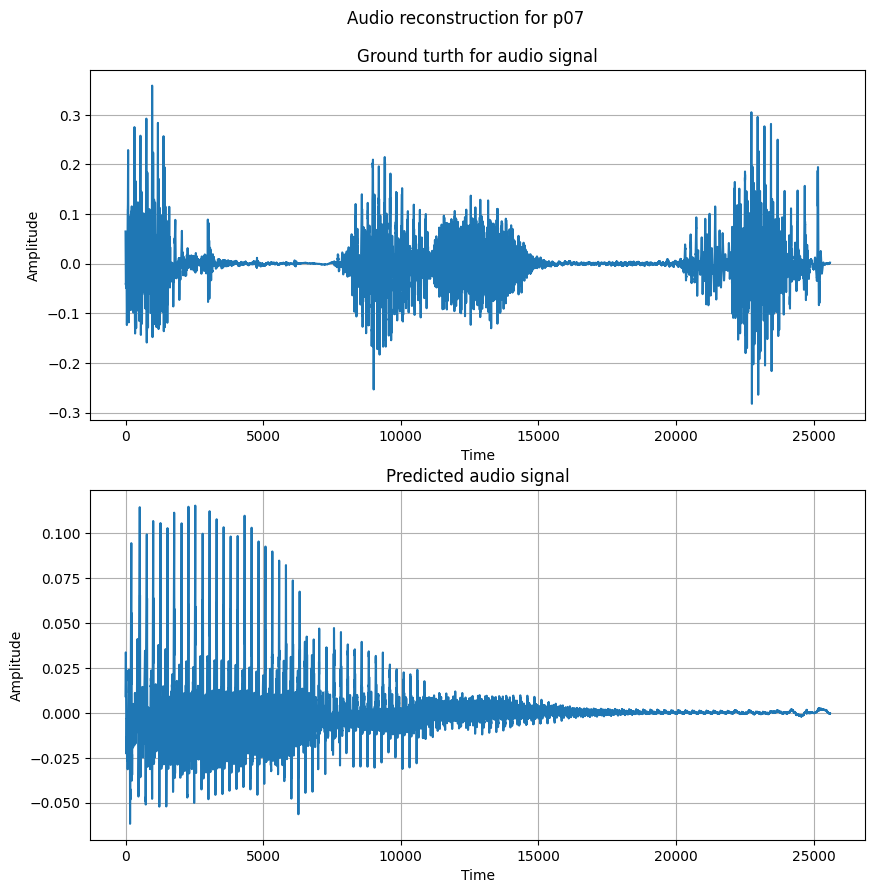 Audio reconstruction for p07
Ground turth for audio signal
Amplitude
0.3
0.2
0.1
0.0
−0.1
−0.2
−0.3
0 5000 10000 15000 20000 25000
Time
Predicted audio signal
Amplitude
0.100
0.075
0.050
0.025
0.000
−0.025
−0.050
0 5000 10000 15000 20000 25000
Time